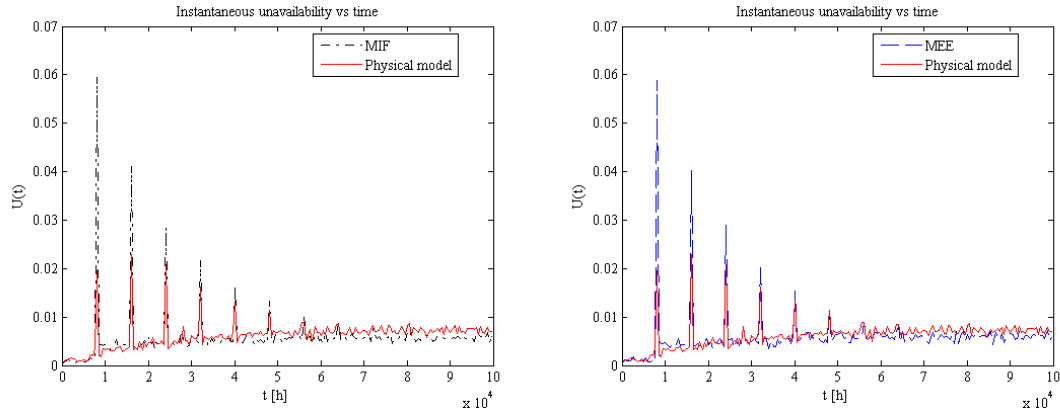 Instantaneous unavailability vs time
0.07
0.06
0.05
0.04
0.03
0.02
0.01
0
U(t)
MIF
Physical model
0 1 2 3 4 5 6 7 8 9 10
t [h]
x 10^4
Instantaneous unavailability vs time
0.07
0.06
0.05
0.04
0.03
0.02
0.01
0
U(t)
MEE
Physical model
0 1 2 3 4 5 6 7 8 9 10
t [h]
x 10^4